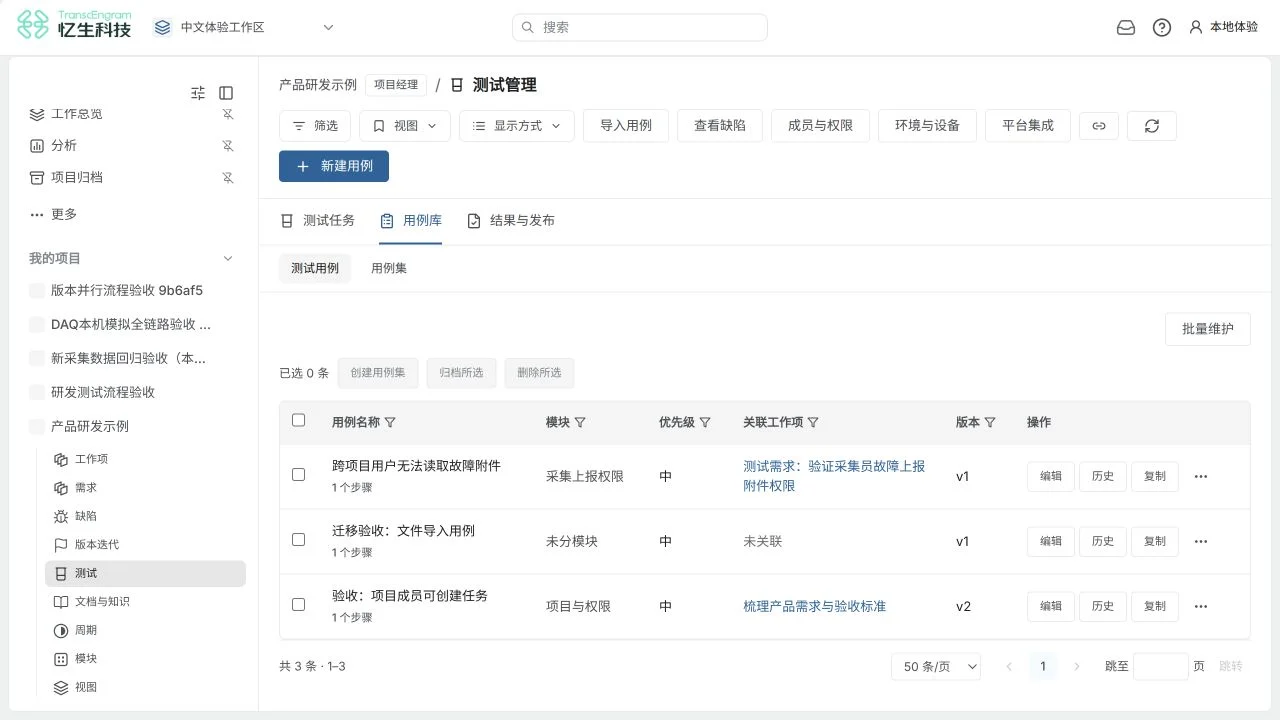 TranscEngram
忆生科技
中文体验工作区
搜索
本地体验
工作总览
分析
项目归档
更多
我的项目
版本并行流程验收 9b6af5
DAQ本机模拟全链路验收 ...
新采集数据回归验收（本...
研发测试流程验收
产品研发示例
工作项
需求
缺陷
版本迭代
测试
文档与知识
周期
模块
视图
产品研发示例 项目经理 / 测试管理
筛选 视图 显示方式 导入用例 查看缺陷 成员与权限 环境与设备 平台集成
+ 新建用例
测试任务 用例库 结果与发布
测试用例 用例集
批量维护
已选 0 条 创建用例集 归档所选 删除所选
用例名称 模块 优先级 关联工作项 版本 操作
跨项目用户无法读取故障附件
1 个步骤
采集上报权限 中
测试需求：验证采集员故障上报
附件权限
v1 编辑 历史 复制 ...
迁移验收：文件导入用例
1 个步骤
未分模块 中 未关联 v1 编辑 历史 复制 ...
验收：项目成员可创建任务
1 个步骤
项目与权限 中 梳理产品需求与验收标准 v2 编辑 历史 复制 ...
共 3 条 · 1–3 50 条/页 ‹ 1 › 跳至 页 跳转